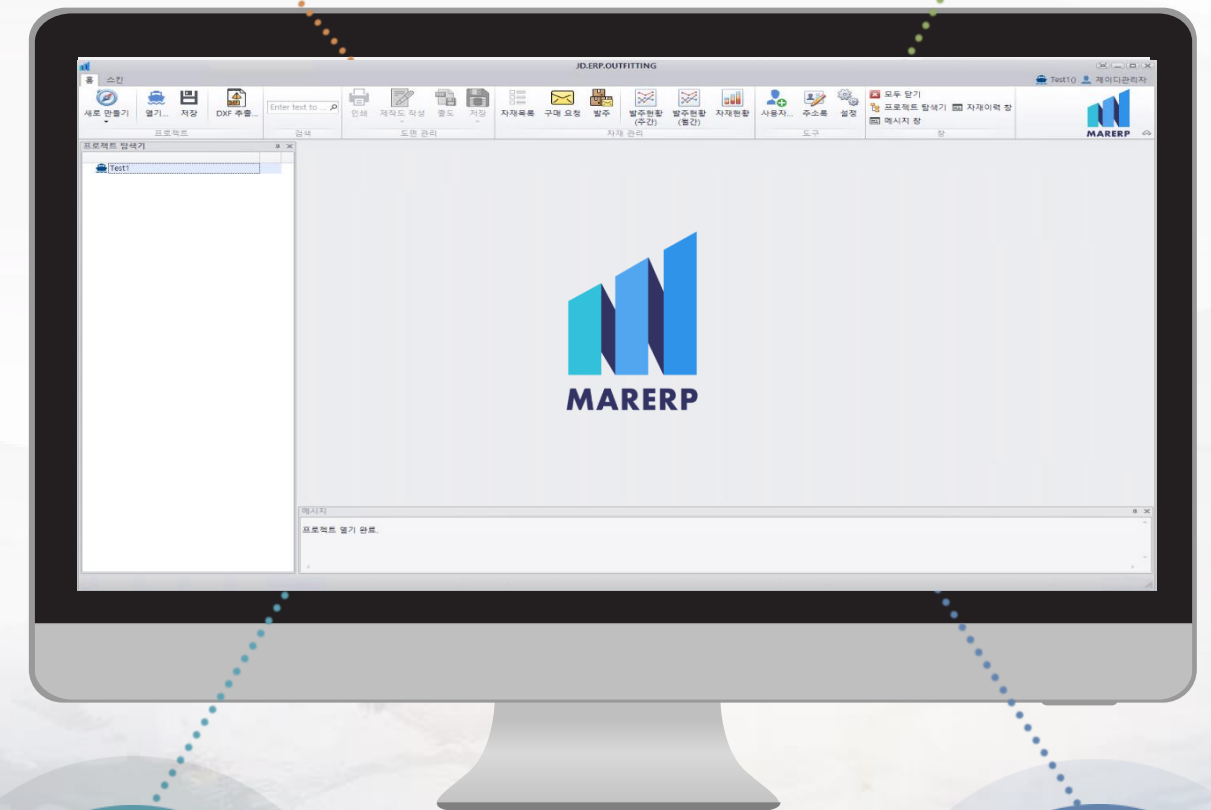 JD.ERP.OUTFITTING
홈 스킨
Test1() 제이디관리자
새로 만들기 열기... 저장 DXF 추출...
프로젝트
Enter text to ...
검색
인쇄 제작도 작성 출도 저장
도면 관리
자재목록 구매 요청 발주 발주현황 (주간) 발주현황 (월간) 자재현황
자재 관리
사용자... 주소록 설정
도구
모두 닫기
프로젝트 탐색기 자재이력 창
메시지 창
창
MARERP
프로젝트 탐색기
Test1
MARERP
메시지
프로젝트 열기 완료.